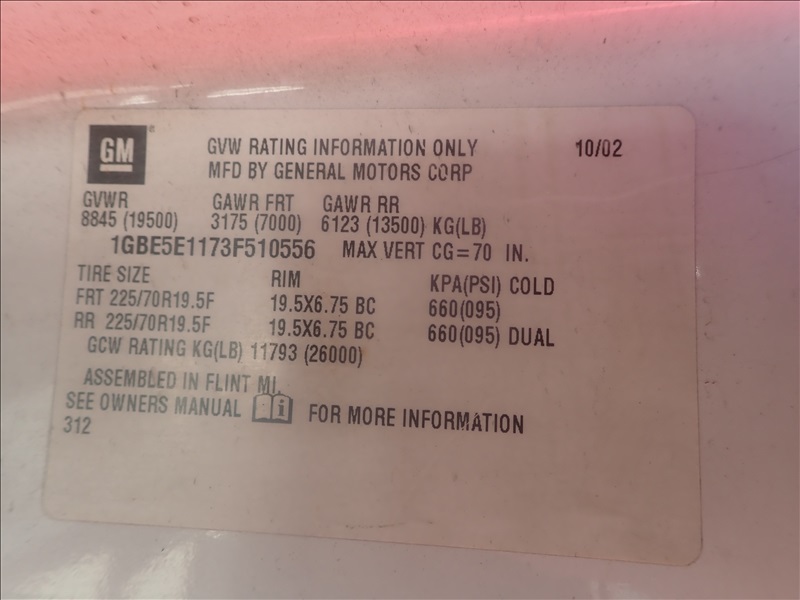 GM ® GVW RATING INFORMATION ONLY 10/02
MFD BY GENERAL MOTORS CORP
GVWR GAWR FRT GAWR RR
8845 (19500) 3175 (7000) 6123 (13500) KG(LB)
1GBE5E1173F510556 MAX VERT CG=70 IN.
TIRE SIZE RIM KPA(PSI) COLD
FRT 225/70R19.5F 19.5X6.75 BC 660(095)
RR 225/70R19.5F 19.5X6.75 BC 660(095) DUAL
GCW RATING KG(LB) 11793 (26000)
ASSEMBLED IN FLINT MI.
SEE OWNERS MANUAL i FOR MORE INFORMATION
312